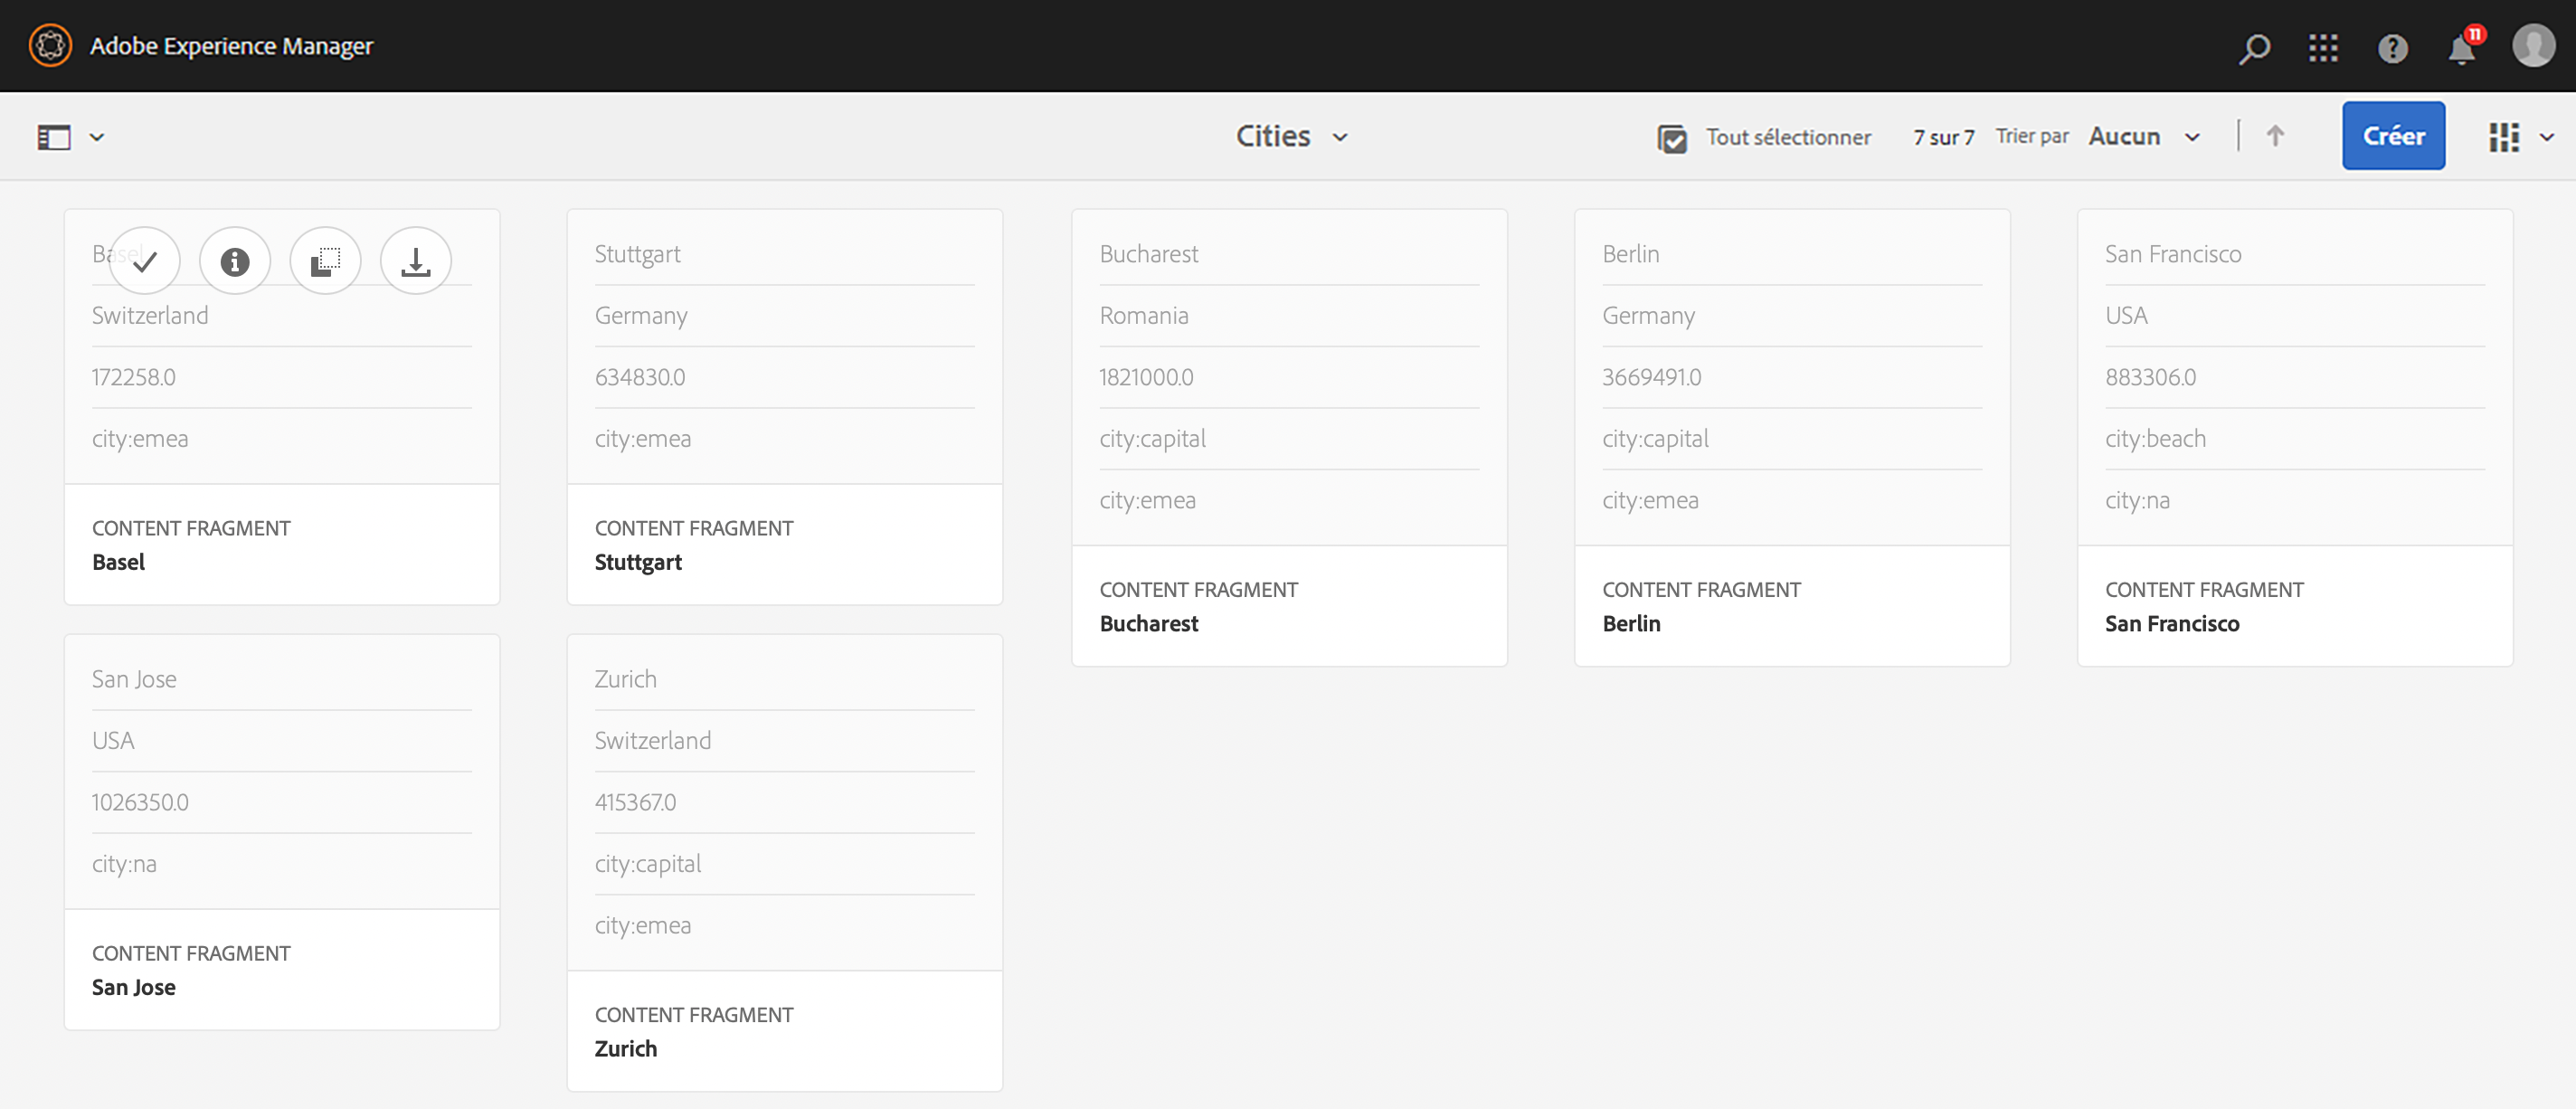 Adobe Experience Manager
11
Cities
Tout sélectionner 7 sur 7 Trier par Aucun
Créer
Basel
Switzerland
172258.0
city:emea
CONTENT FRAGMENT
Basel
Stuttgart
Germany
634830.0
city:emea
CONTENT FRAGMENT
Stuttgart
Bucharest
Romania
1821000.0
city:capital
city:emea
CONTENT FRAGMENT
Bucharest
Berlin
Germany
3669491.0
city:capital
city:emea
CONTENT FRAGMENT
Berlin
San Francisco
USA
883306.0
city:beach
city:na
CONTENT FRAGMENT
San Francisco
San Jose
USA
1026350.0
city:na
CONTENT FRAGMENT
San Jose
Zurich
Switzerland
415367.0
city:capital
city:emea
CONTENT FRAGMENT
Zurich